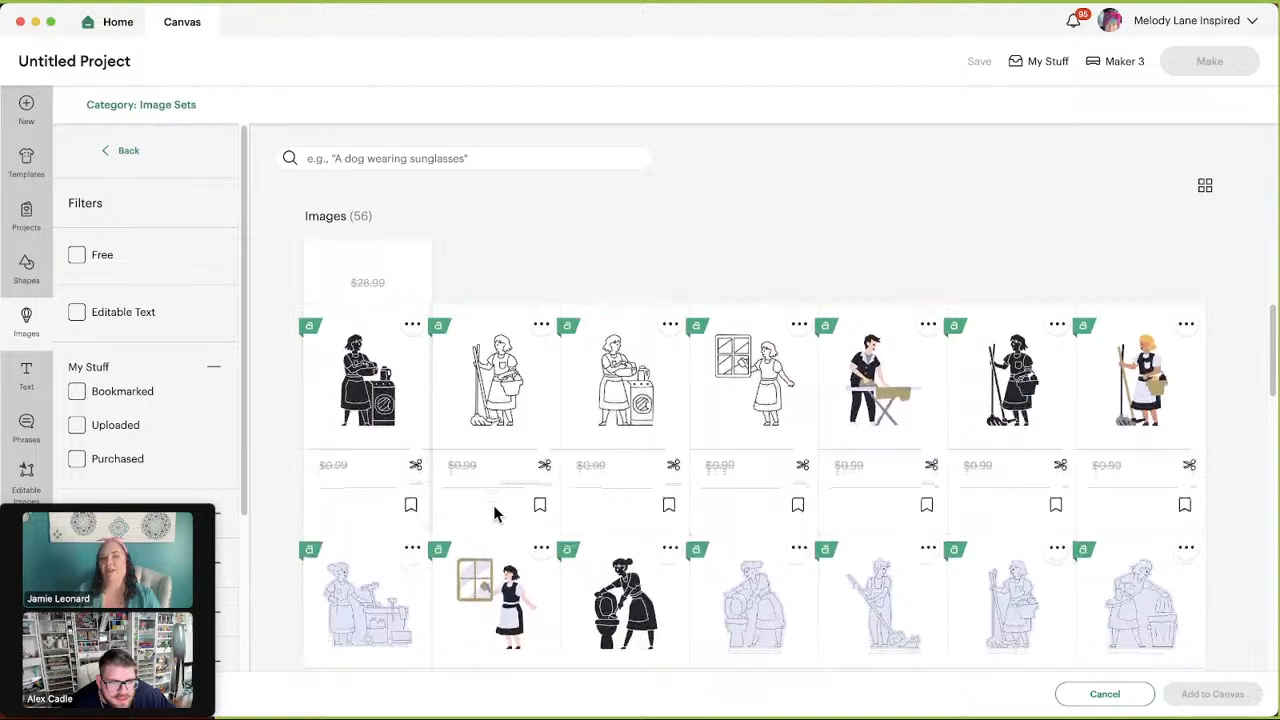 Home
Canvas
95
Melody Lane Inspired
Untitled Project
Save
My Stuff
Maker 3
Make
New
Category: Image Sets
Back
e.g., "A dog wearing sunglasses"
Templates
Filters
Projects
Images (56)
Free
Shapes
$28.99
Editable Text
Images
a a a a a a a
My Stuff
Text
Bookmarked
Uploaded
Phrases
Purchased
$0.99 $0.99 $0.99 $0.99 $0.99 $0.99 $0.99
Editable
Images
a a a a a a a
Jamie Leonard
Alex Cadle
Cancel
Add to Canvas